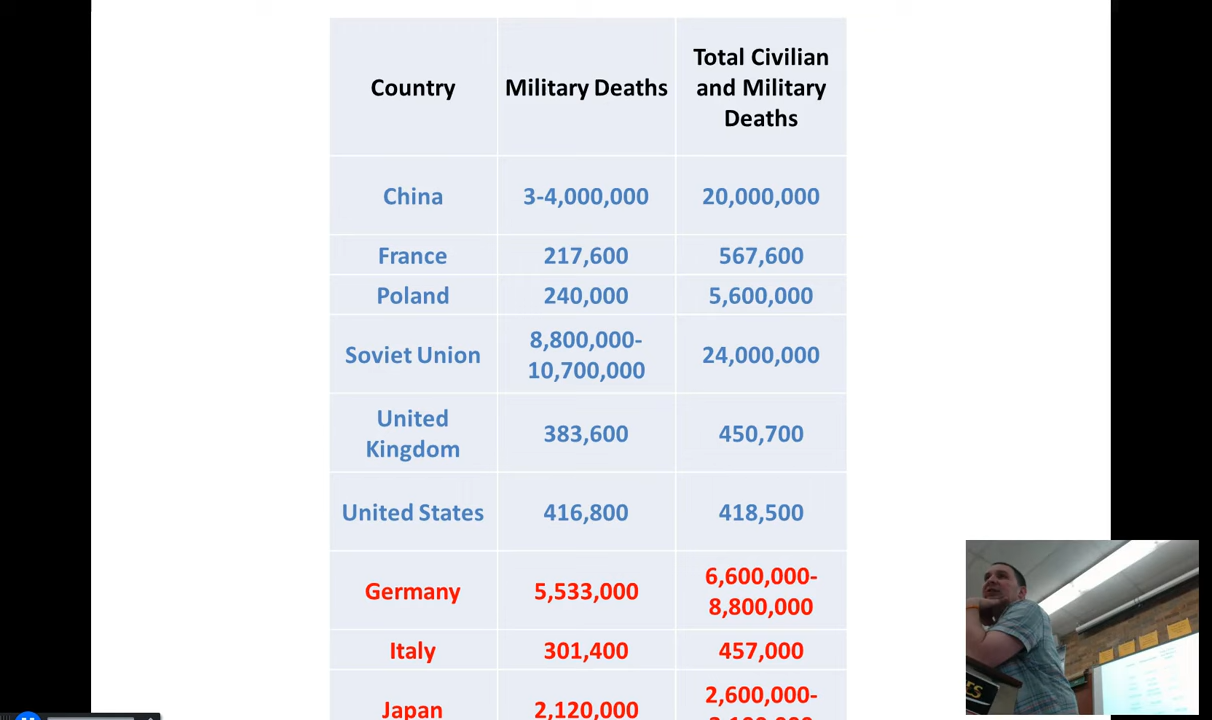 Country
Military Deaths
Total Civilian
and Military
Deaths
China
3-4,000,000
20,000,000
France
217,600
567,600
Poland
240,000
5,600,000
Soviet Union
8,800,000-
10,700,000
24,000,000
United
Kingdom
383,600
450,700
United States
416,800
418,500
Germany
5,533,000
6,600,000-
8,800,000
Italy
301,400
457,000
Japan
2,120,000
2,600,000-